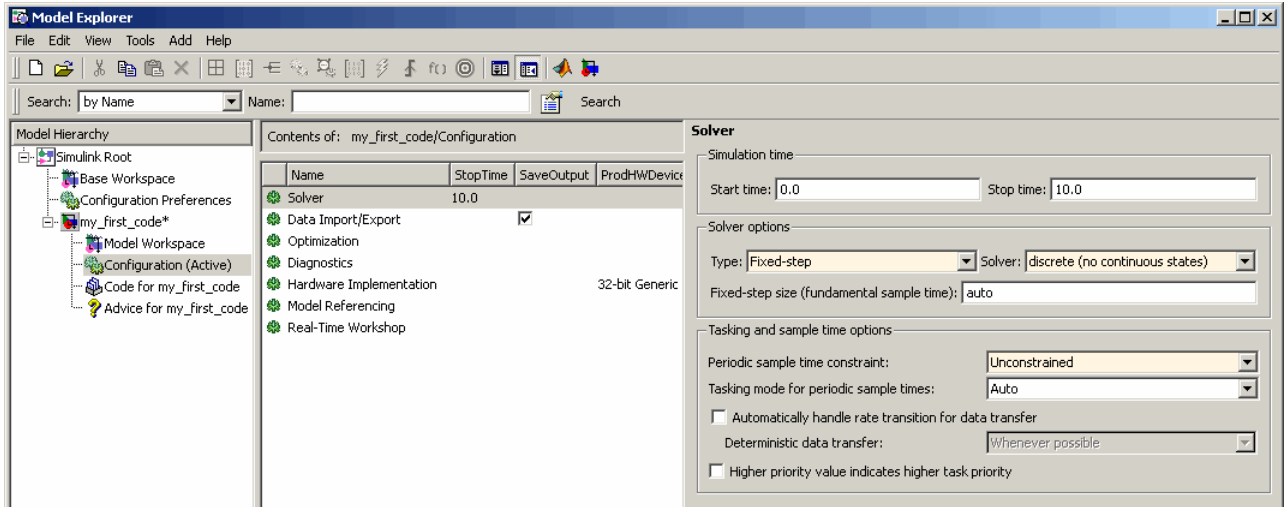 Model Explorer
File Edit View Tools Add Help
Search: by Name Name: Search
Model Hierarchy
Simulink Root
Base Workspace
Configuration Preferences
my_first_code*
Model Workspace
Configuration (Active)
Code for my_first_code
Advice for my_first_code
Contents of: my_first_code/Configuration
Name StopTime SaveOutput ProdHWDevice
Solver 10.0
Data Import/Export
Optimization
Diagnostics
Hardware Implementation 32-bit Generic
Model Referencing
Real-Time Workshop
Solver
Simulation time
Start time: 0.0 Stop time: 10.0
Solver options
Type: Fixed-step Solver: discrete (no continuous states)
Fixed-step size (fundamental sample time): auto
Tasking and sample time options
Periodic sample time constraint: Unconstrained
Tasking mode for periodic sample times: Auto
Automatically handle rate transition for data transfer
Deterministic data transfer: Whenever possible
Higher priority value indicates higher task priority